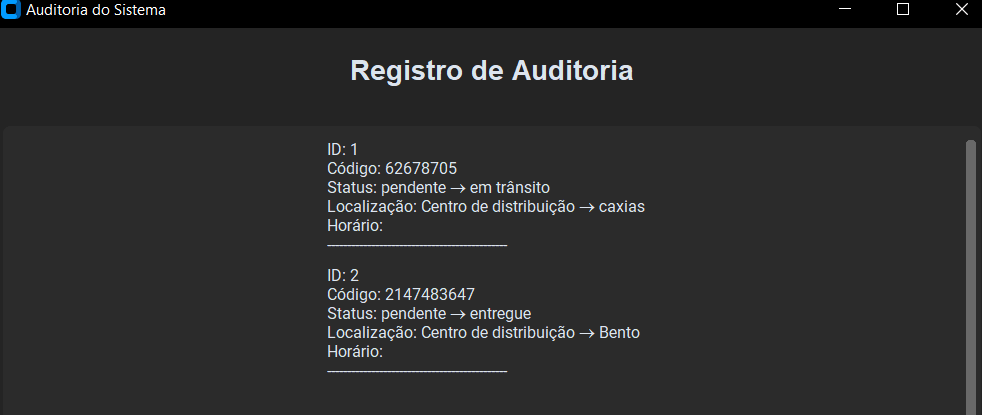 Auditoria do Sistema
Registro de Auditoria
ID: 1
Código: 62678705
Status: pendente → em trânsito
Localização: Centro de distribuição → caxias
Horário:
---------------------------------------------
ID: 2
Código: 2147483647
Status: pendente → entregue
Localização: Centro de distribuição → Bento
Horário:
---------------------------------------------